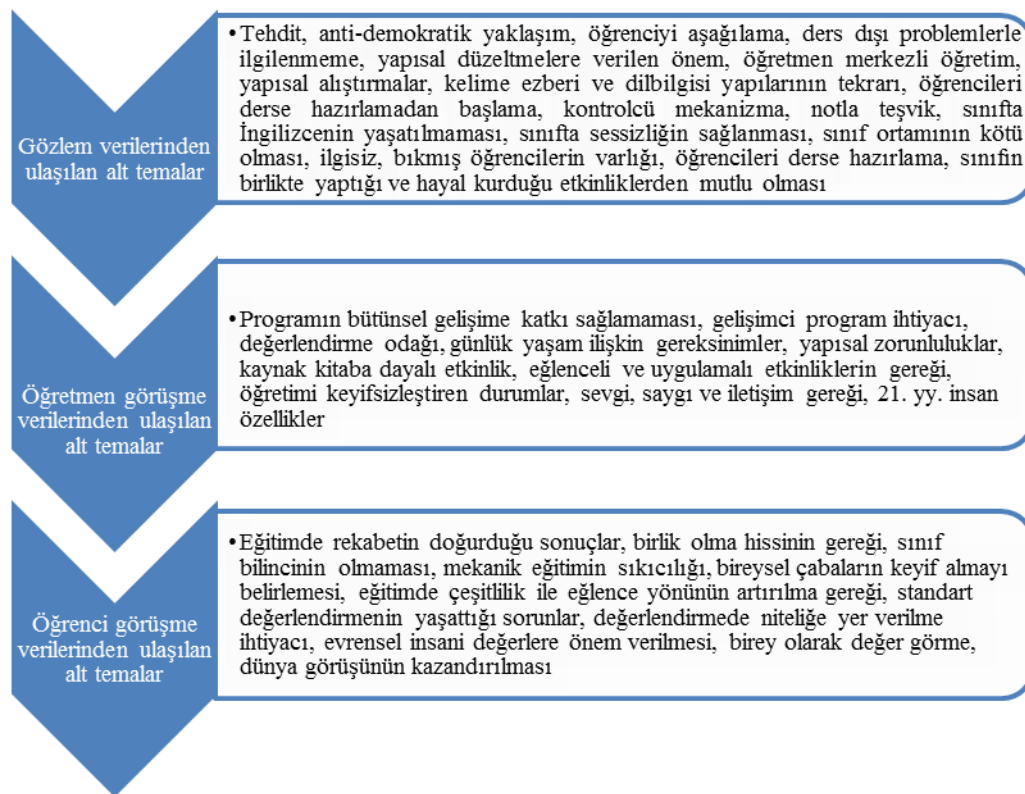 Gözlem verilerinden
ulaşılan alt temalar
•Tehdit, anti-demokratik yaklaşım, öğrenciyi aşağılama, ders dışı problemlerle
ilgilenmeme, yapısal düzeltmelere verilen önem, öğretmen merkezli öğretim,
yapısal alıştırmalar, kelime ezberi ve dilbilgisi yapılarının tekrarı, öğrencileri
derse hazırlamadan başlama, kontrolcü mekanizma, notla teşvik, sınıfta
İngilizcenin yaşatılmaması, sınıfta sessizliğin sağlanması, sınıf ortamının kötü
olması, ilgisiz, bıkmış öğrencilerin varlığı, öğrencileri derse hazırlama, sınıfın
birlikte yaptığı ve hayal kurduğu etkinliklerden mutlu olması
Öğretmen görüşme
verilerinden ulaşılan
alt temalar
•Programın bütünsel gelişime katkı sağlamaması, gelişimci program ihtiyacı,
değerlendirme odağı, günlük yaşam ilişkin gereksinimler, yapısal zorunluluklar,
kaynak kitaba dayalı etkinlik, eğlenceli ve uygulamalı etkinliklerin gereği,
öğretimi keyifsizleştiren durumlar, sevgi, saygı ve iletişim gereği, 21. yy. insan
özellikler
Öğrenci görüşme
verilerinden ulaşılan
alt temalar
•Eğitimde rekabetin doğurduğu sonuçlar, birlik olma hissinin gereği, sınıf
bilincinin olmaması, mekanik eğitimin sıkıcılığı, bireysel çabaların keyif almayı
belirlemesi, eğitimde çeşitlilik ile eğlence yönünün artırılma gereği, standart
değerlendirmenin yaşattığı sorunlar, değerlendirmede niteliğe yer verilme
ihtiyacı, evrensel insani değerlere önem verilmesi, birey olarak değer görme,
dünya görüşünün kazandırılması